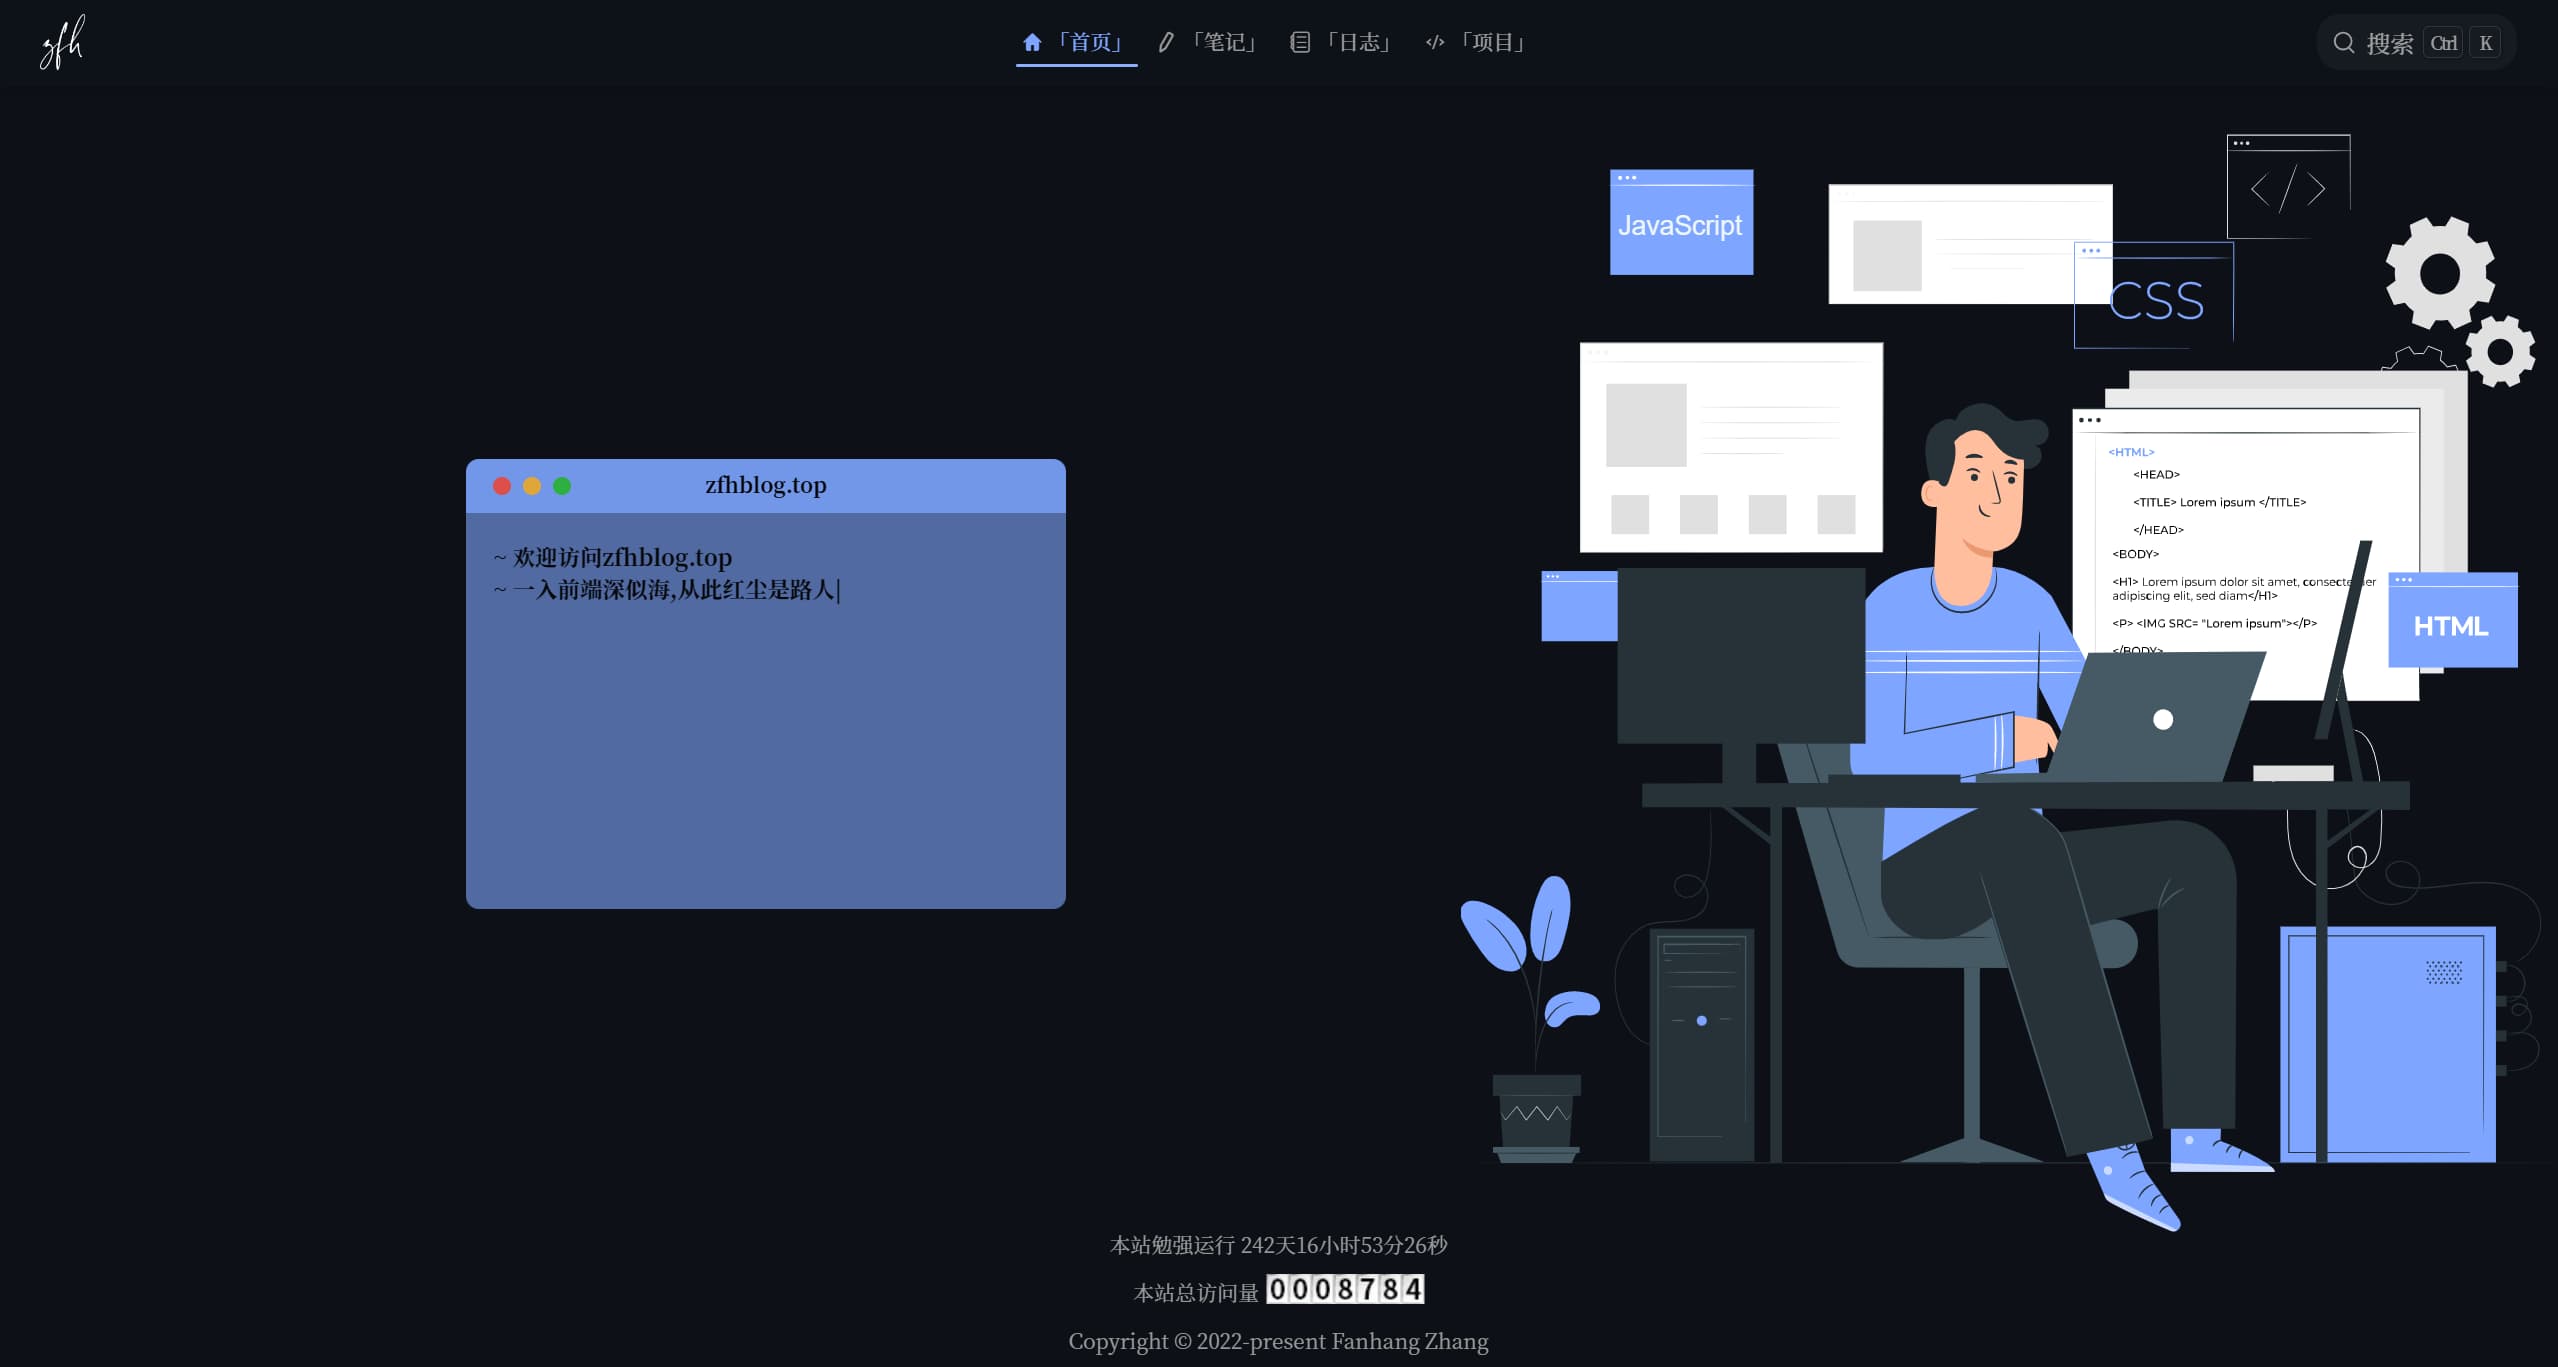 zfh
「首页」
「笔记」
「日志」
「项目」
搜索 Ctrl K
JavaScript
</>
CSS
<HTML>
<HEAD>
<TITLE> Lorem ipsum </TITLE>
</HEAD>
<BODY>
<H1> Lorem ipsum dolor sit amet, consectetuer
adipiscing elit, sed diam</H1>
<P> <IMG SRC= "Lorem ipsum"></P>
</BODY>
HTML
zfhblog.top
~ 欢迎访问zfhblog.top
~ 一入前端深似海,从此红尘是路人|
本站勉强运行 242天16小时53分26秒
本站总访问量 0008784
Copyright © 2022-present Fanhang Zhang